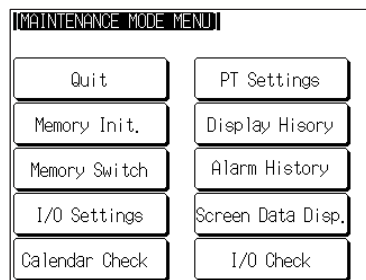 [MAINTENANCE MODE MENU]
Quit
PT Settings
Memory Init.
Display Hisory
Memory Switch
Alarm History
I/O Settings
Screen Data Disp.
Calendar Check
I/O Check